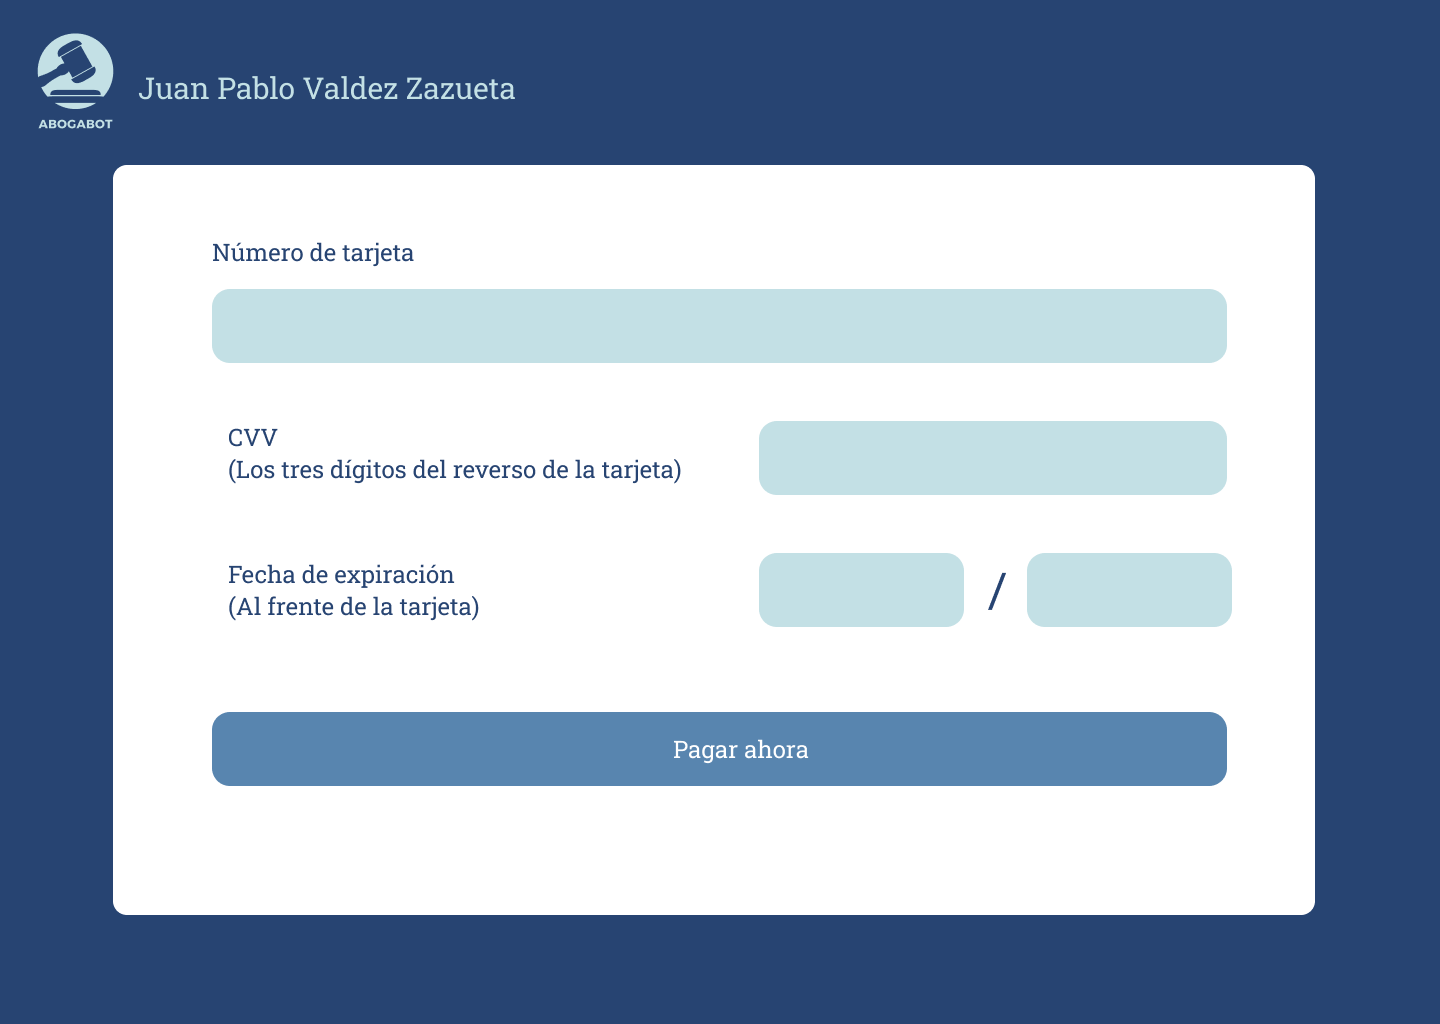 ABOGABOT
Juan Pablo Valdez Zazueta
Número de tarjeta
CVV
(Los tres dígitos del reverso de la tarjeta)
Fecha de expiración
(Al frente de la tarjeta)
/
Pagar ahora